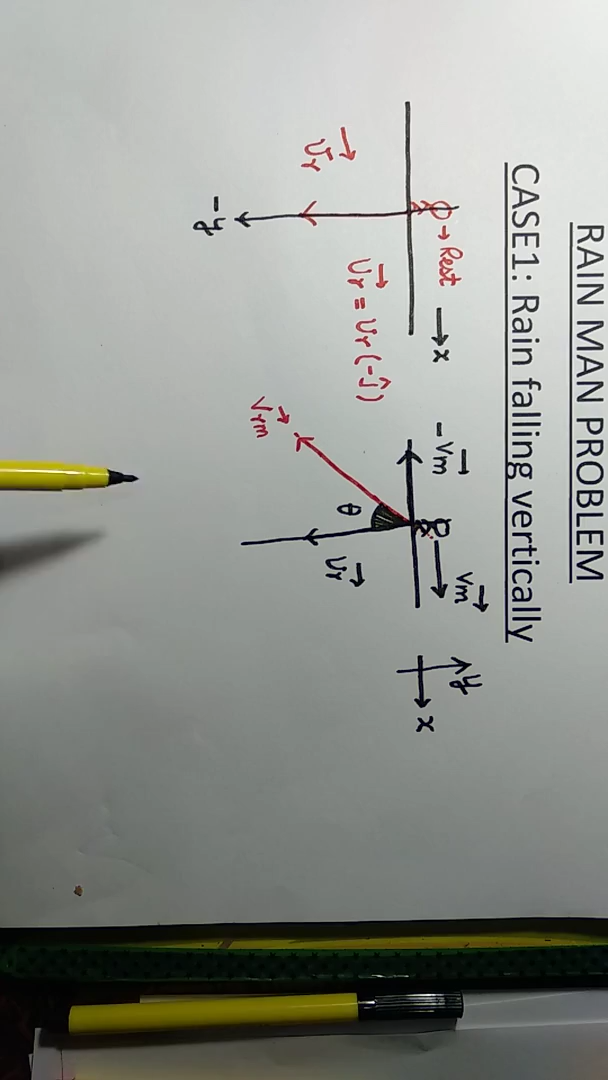 RAIN MAN PROBLEM
CASE1: Rain falling vertically
→ Rest
→ x
v⃗r
v⃗r = vr(-ĵ)
-y
-v⃗m
v⃗m
θ
v⃗r
v⃗rm
y
x